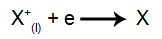 X⁺₍ₗ₎ + e ⟶ X